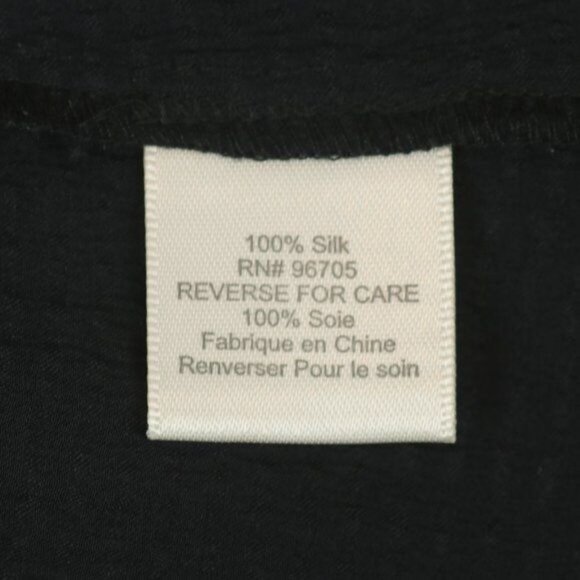 100% Silk
RN# 96705
REVERSE FOR CARE
100% Soie
Fabrique en Chine
Renverser Pour le soin